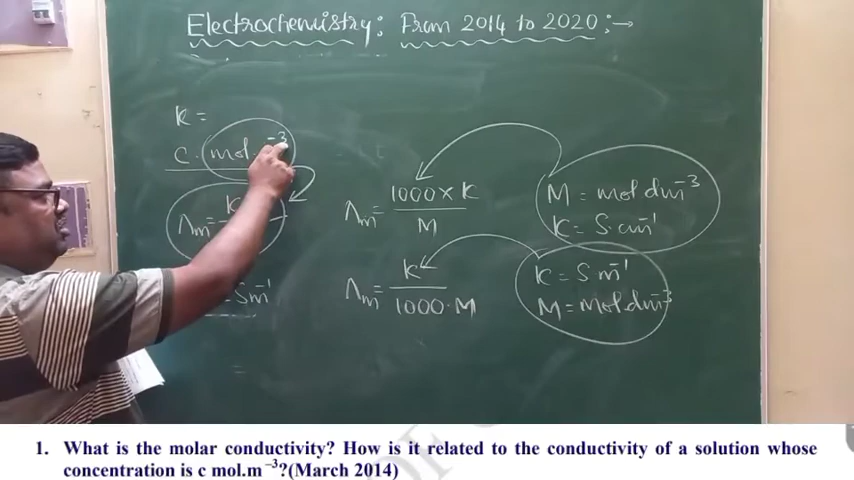 Electrochemistry: From 2014 to 2020:→
K =
C. mol. ⁻³
Λm = K
= Sm⁻¹
Λm = 1000 × K / M
M = mol dm⁻³
K = S. cm⁻¹
Λm = K / 1000 · M
K = S m⁻¹
M = Mol. dm⁻³
1. What is the molar conductivity? How is it related to the conductivity of a solution whose
concentration is c mol.m⁻³?(March 2014)